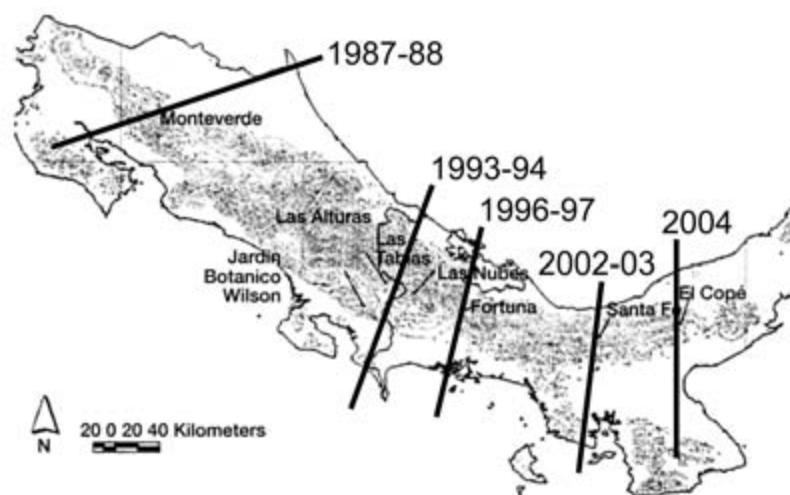 1987-88
Monteverde
1993-94
1996-97
2004
Las Alturas
Las
Tablas
Jardin
Botanico
Wilson
Las Nubes
2002-03
El Copé
Fortuna
Santa Fe
N
20 0 20 40 Kilometers